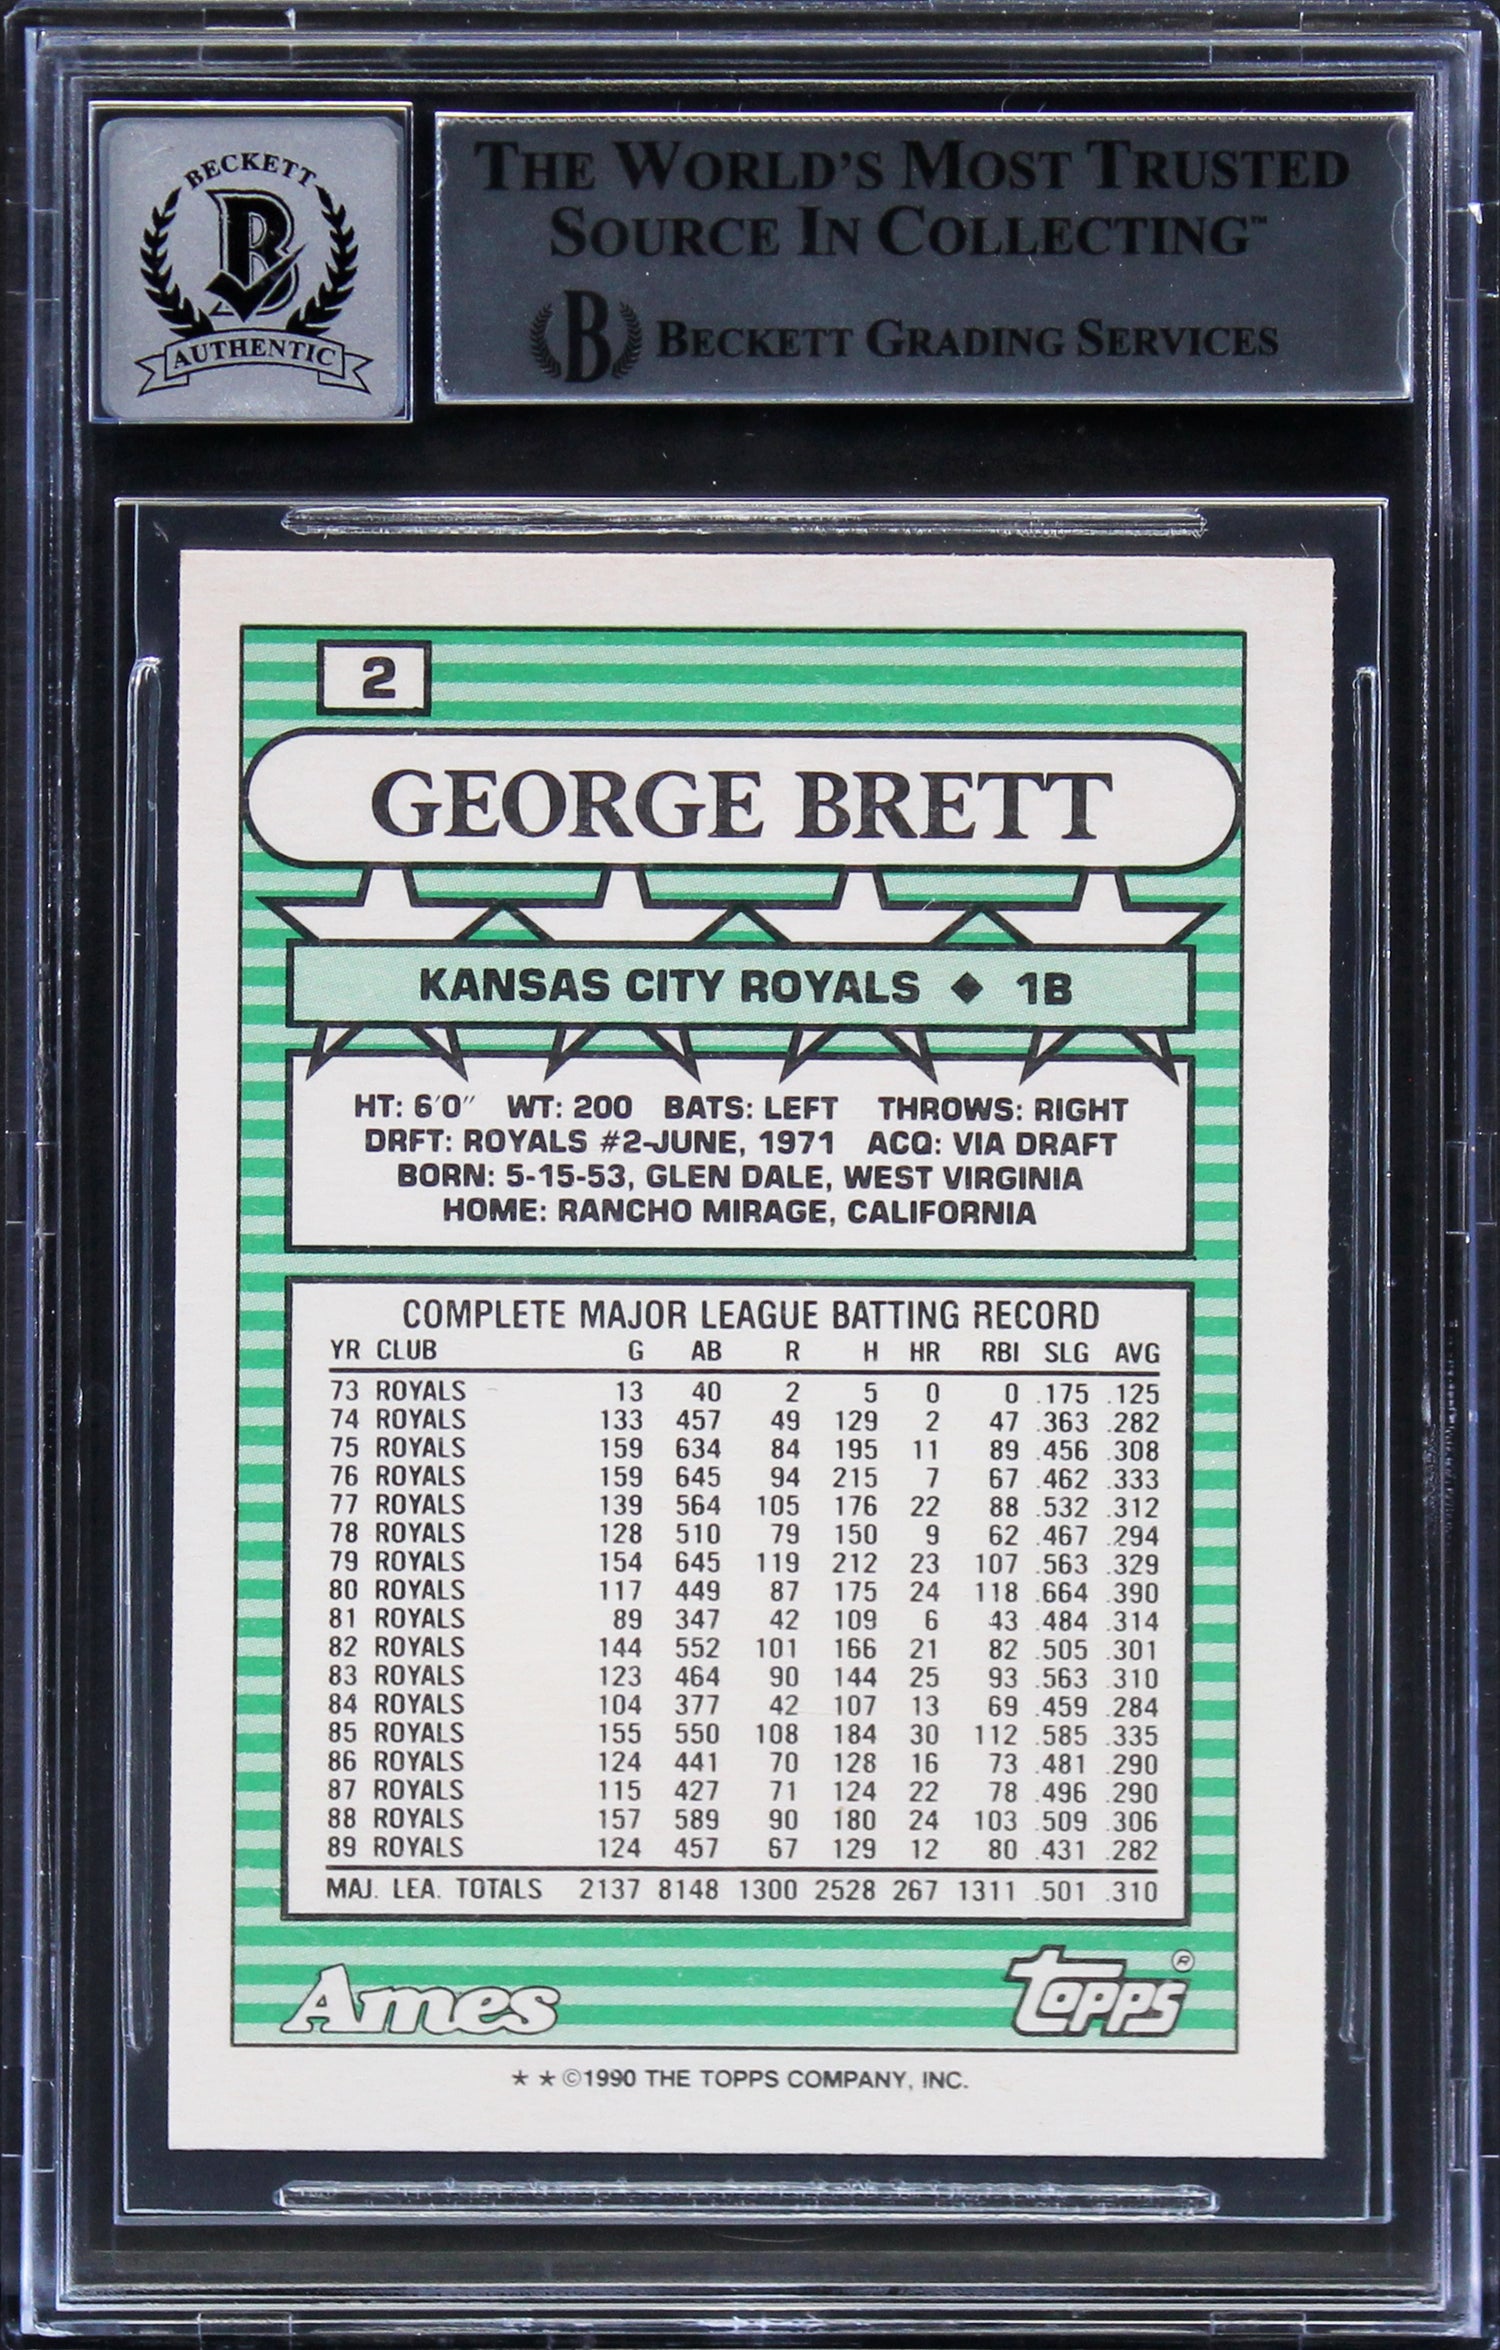 BECKETT
B
AUTHENTIC
THE WORLD'S MOST TRUSTED
SOURCE IN COLLECTING™
B BECKETT GRADING SERVICES
2
GEORGE BRETT
KANSAS CITY ROYALS ◆ 1B
HT: 6'0" WT: 200 BATS: LEFT THROWS: RIGHT
DRFT: ROYALS #2-JUNE, 1971 ACQ: VIA DRAFT
BORN: 5-15-53, GLEN DALE, WEST VIRGINIA
HOME: RANCHO MIRAGE, CALIFORNIA
COMPLETE MAJOR LEAGUE BATTING RECORD
YR CLUB G AB R H HR RBI SLG AVG
73 ROYALS 13 40 2 5 0 0 .175 .125
74 ROYALS 133 457 49 129 2 47 .363 .282
75 ROYALS 159 634 84 195 11 89 .456 .308
76 ROYALS 159 645 94 215 7 67 .462 .333
77 ROYALS 139 564 105 176 22 88 .532 .312
78 ROYALS 128 510 79 150 9 62 .467 .294
79 ROYALS 154 645 119 212 23 107 .563 .329
80 ROYALS 117 449 87 175 24 118 .664 .390
81 ROYALS 89 347 42 109 6 43 .484 .314
82 ROYALS 144 552 101 166 21 82 .505 .301
83 ROYALS 123 464 90 144 25 93 .563 .310
84 ROYALS 104 377 42 107 13 69 .459 .284
85 ROYALS 155 550 108 184 30 112 .585 .335
86 ROYALS 124 441 70 128 16 73 .481 .290
87 ROYALS 115 427 71 124 22 78 .496 .290
88 ROYALS 157 589 90 180 24 103 .509 .306
89 ROYALS 124 457 67 129 12 80 .431 .282
MAJ. LEA. TOTALS 2137 8148 1300 2528 267 1311 .501 .310
Ames topps ®
★ ★ ©1990 THE TOPPS COMPANY, INC.